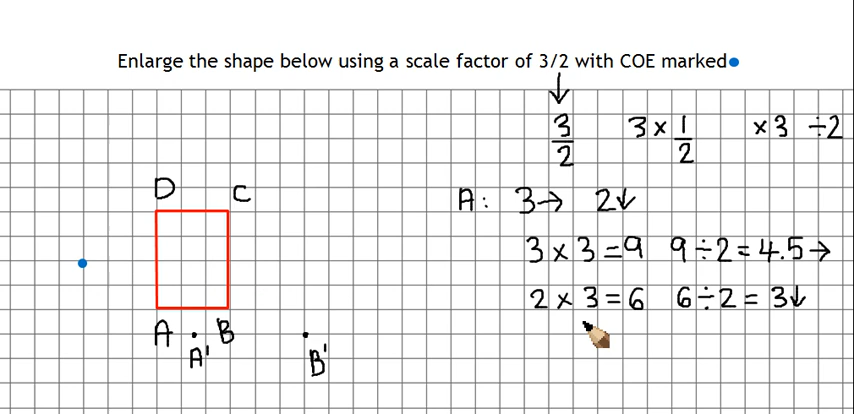 Enlarge the shape below using a scale factor of 3/2 with COE marked
↓
3/2 3 × 1/2 ×3 ÷2
D C
A: 3→ 2↓
3 × 3 = 9 9 ÷ 2 = 4.5 →
2 × 3 = 6 6 ÷ 2 = 3↓
A B
A' B'